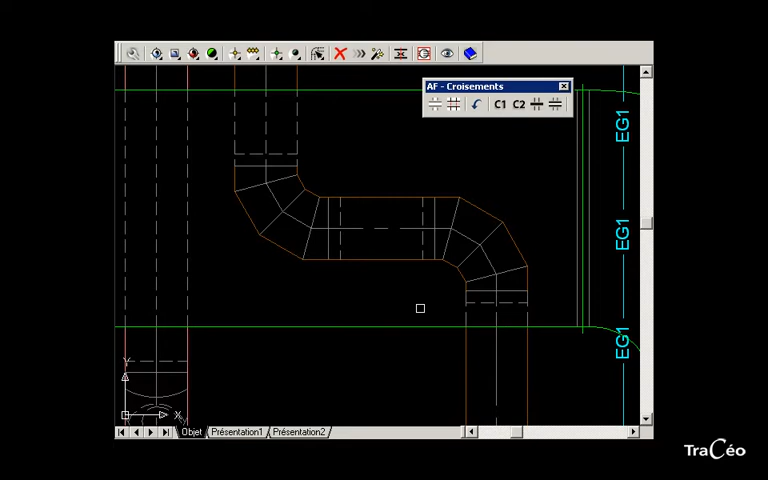 AF - Croisements
C1 C2
EG1
EG1
EG1
Y
X
Objet Présentation1 Présentation2
TraCéo